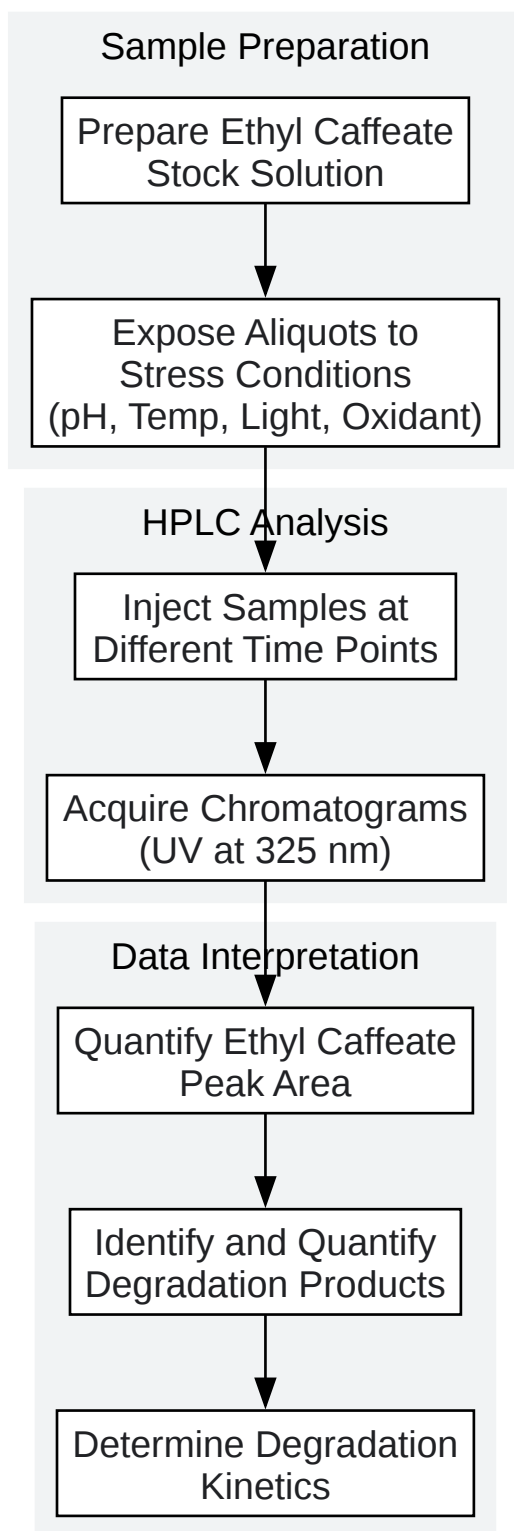 Sample Preparation
Prepare Ethyl Caffeate
Stock Solution
Expose Aliquots to
Stress Conditions
(pH, Temp, Light, Oxidant)
HPLC Analysis
Inject Samples at
Different Time Points
Acquire Chromatograms
(UV at 325 nm)
Data Interpretation
Quantify Ethyl Caffeate
Peak Area
Identify and Quantify
Degradation Products
Determine Degradation
Kinetics